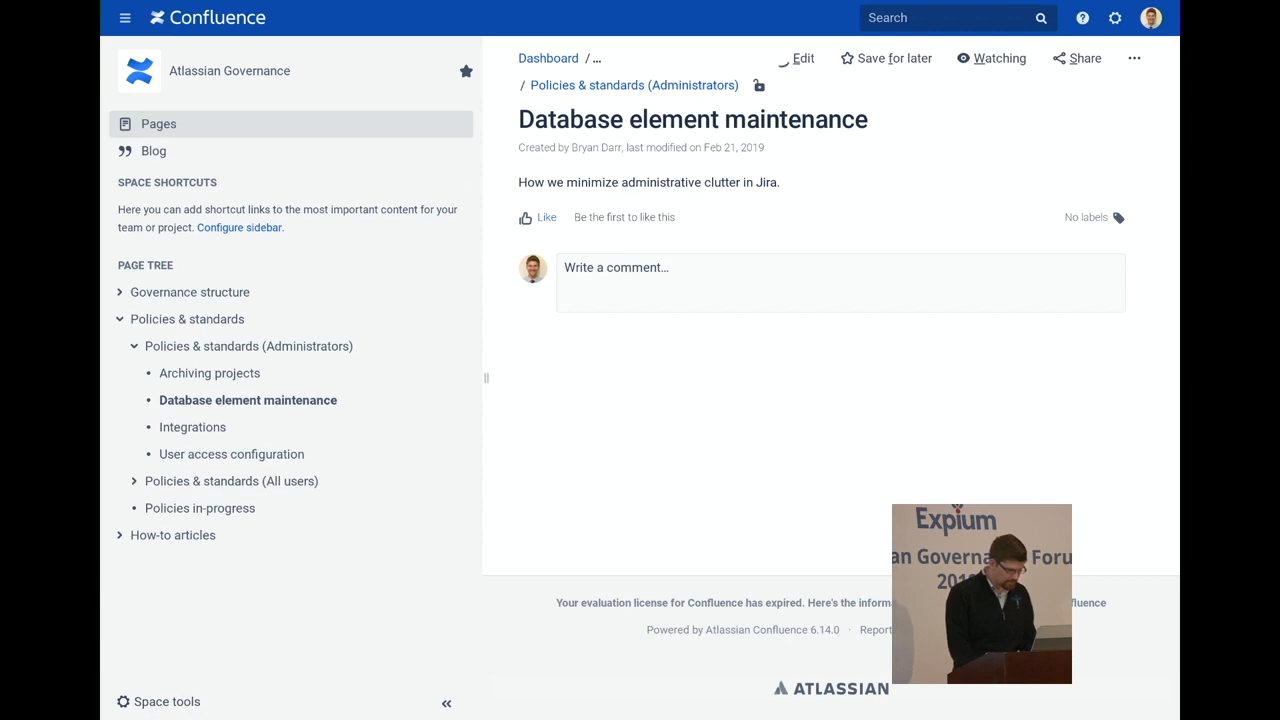 Confluence
Search
Atlassian Governance
Pages
Blog
SPACE SHORTCUTS
Here you can add shortcut links to the most important content for your
team or project. Configure sidebar.
PAGE TREE
Governance structure
Policies & standards
Policies & standards (Administrators)
Archiving projects
Database element maintenance
Integrations
User access configuration
Policies & standards (All users)
Policies in-progress
How-to articles
Space tools
Dashboard /…
Edit
Save for later
Watching
Share
/ Policies & standards (Administrators)
Database element maintenance
Created by Bryan Darr, last modified on Feb 21, 2019
How we minimize administrative clutter in Jira.
Like
Be the first to like this
No labels
Write a comment…
Your evaluation license for Confluence has expired. Here's the
Powered by Atlassian Confluence 6.14.0 · Report
ATLASSIAN
Expium
Governa
Foru